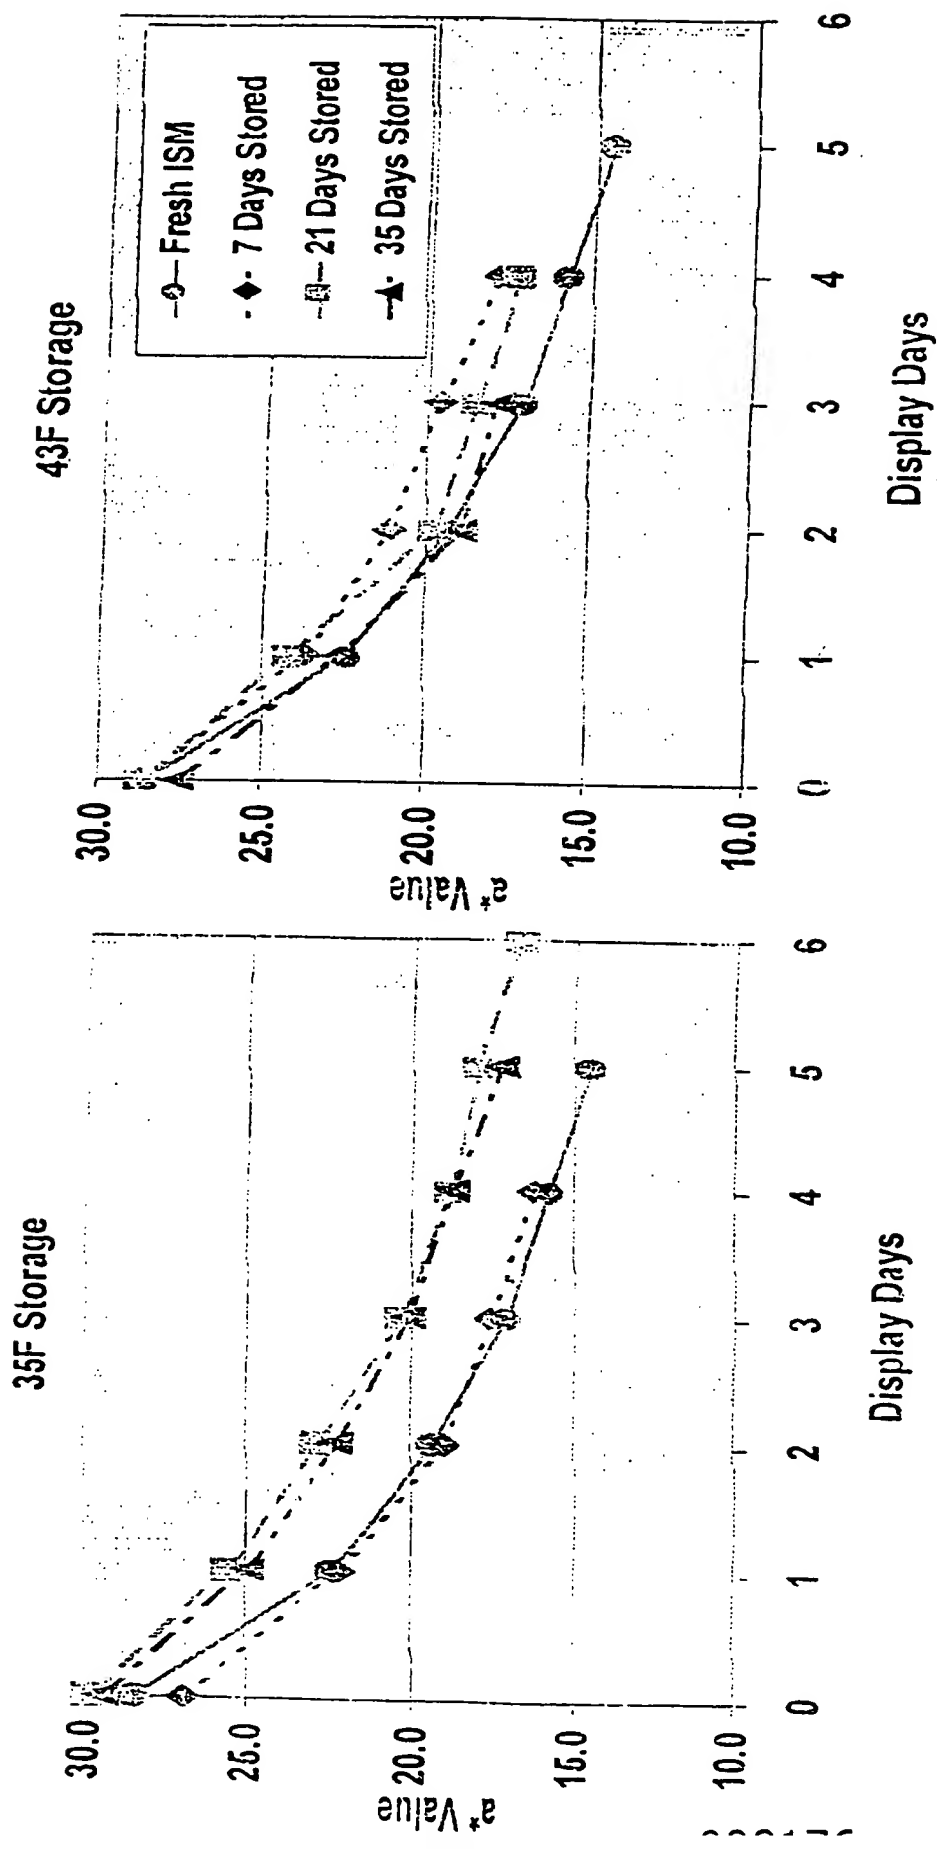 35F Storage
30.0
25.0
20.0
15.0
10.0
a* Value
0 1 2 3 4 5 6
Display Days
43F Storage
30.0
25.0
20.0
15.0
10.0
a* Value
0 1 2 3 4 5 6
Display Days
Fresh ISM
7 Days Stored
21 Days Stored
35 Days Stored